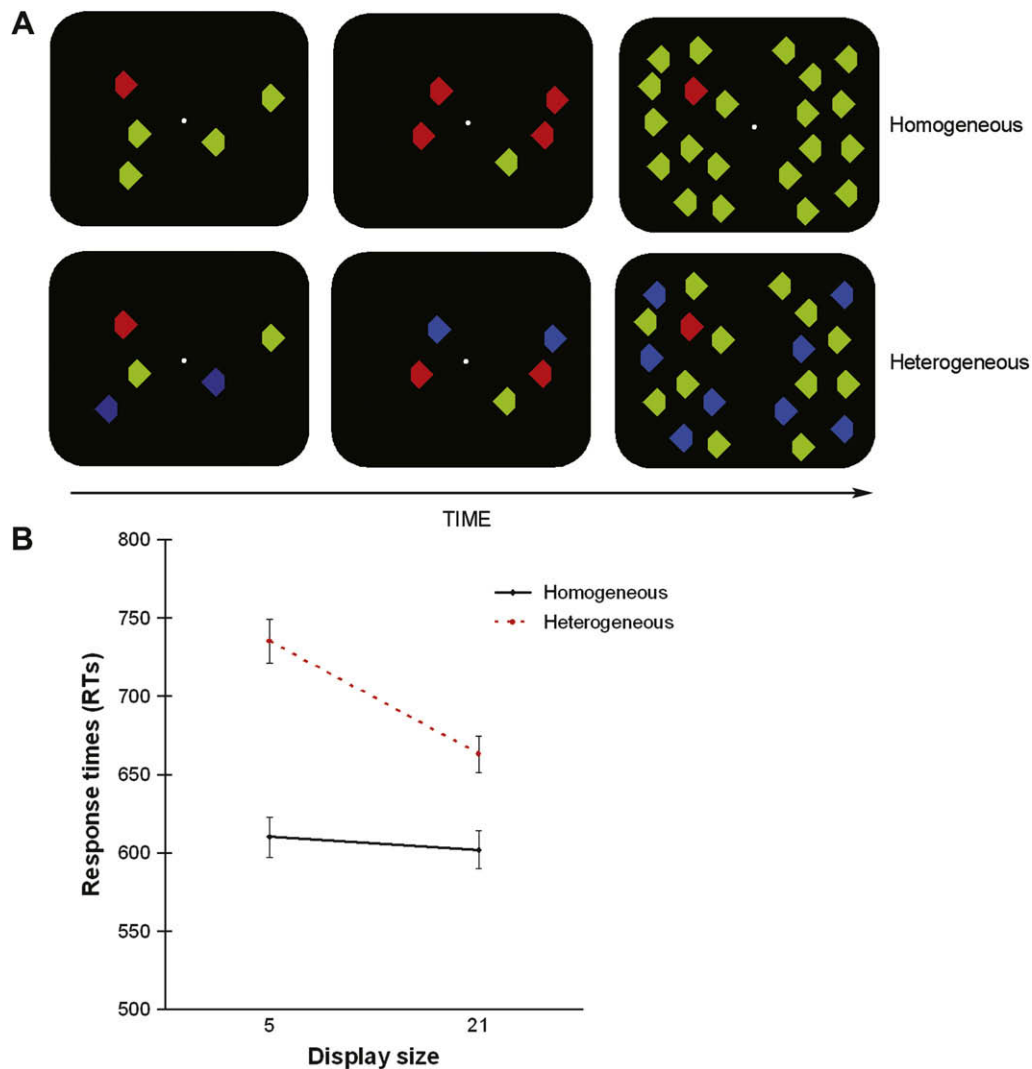 A
Homogeneous
Heterogeneous
TIME
B
800
750
700
650
600
550
500
Response times (RTs)
Homogeneous
Heterogeneous
5 21
Display size